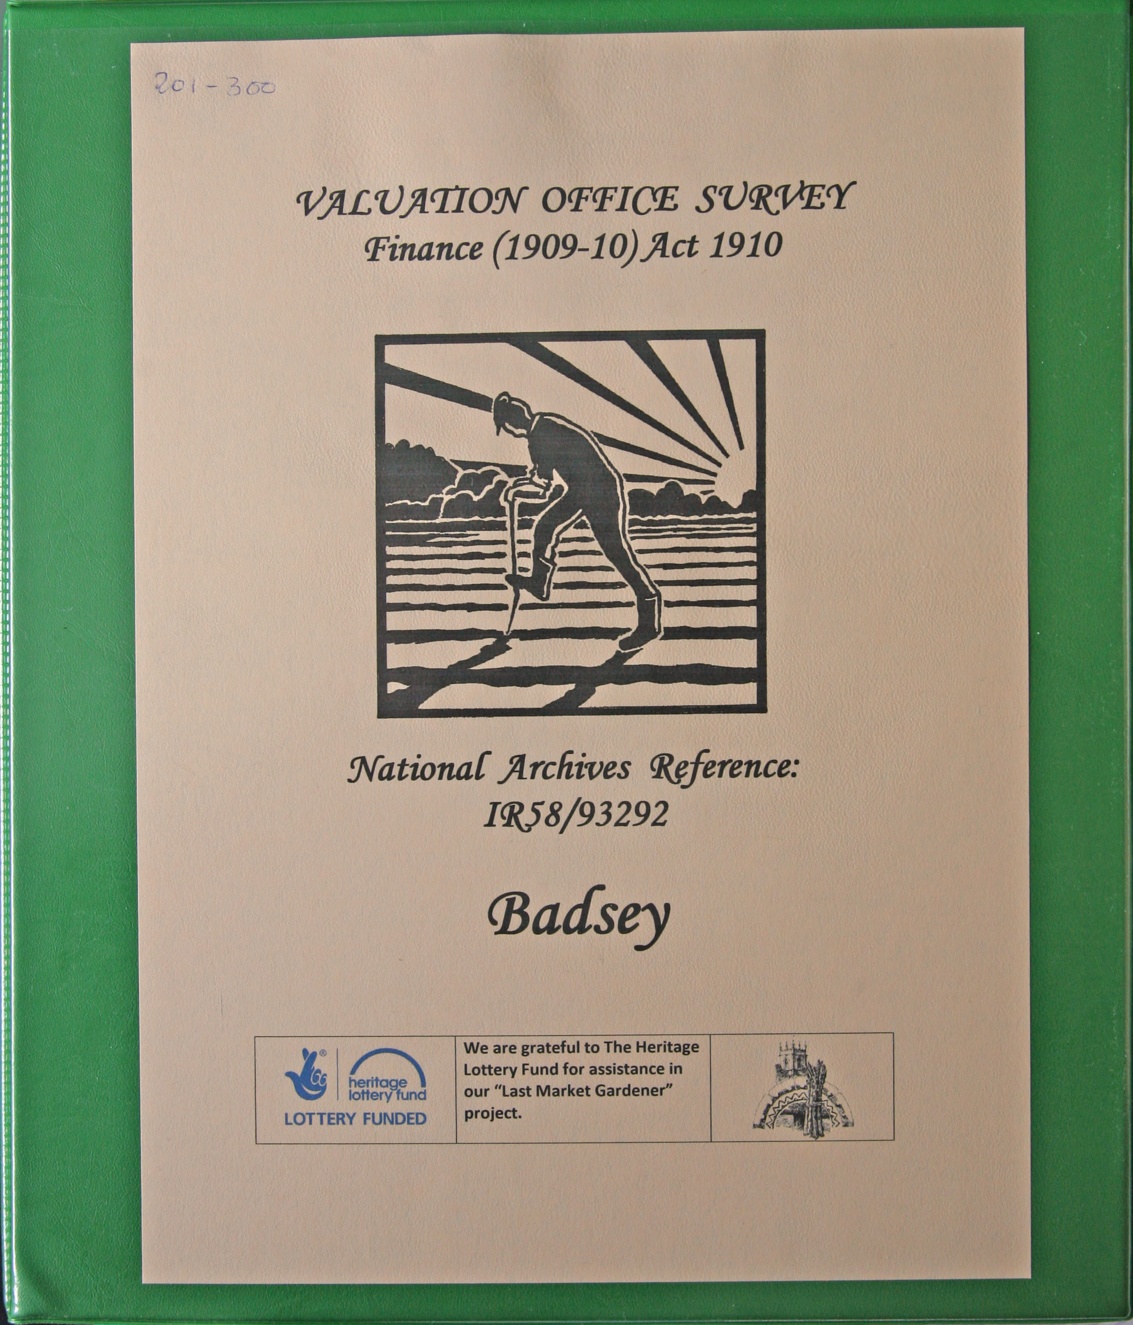 201-300
VALUATION OFFICE SURVEY
Finance (1909-10) Act 1910
National Archives Reference:
IR58/93292
Badsey
®
heritage
lottery fund
LOTTERY FUNDED
We are grateful to The Heritage
Lottery Fund for assistance in
our “Last Market Gardener”
project.